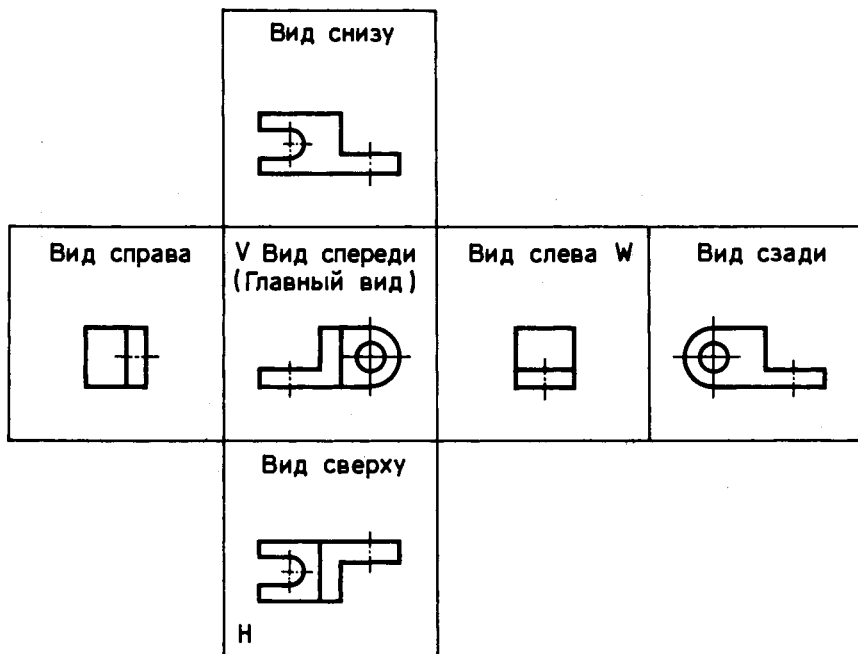 Вид снизу
Вид справа
V Вид спереди
(Главный вид)
Вид слева W
Вид сзади
Вид сверху
H